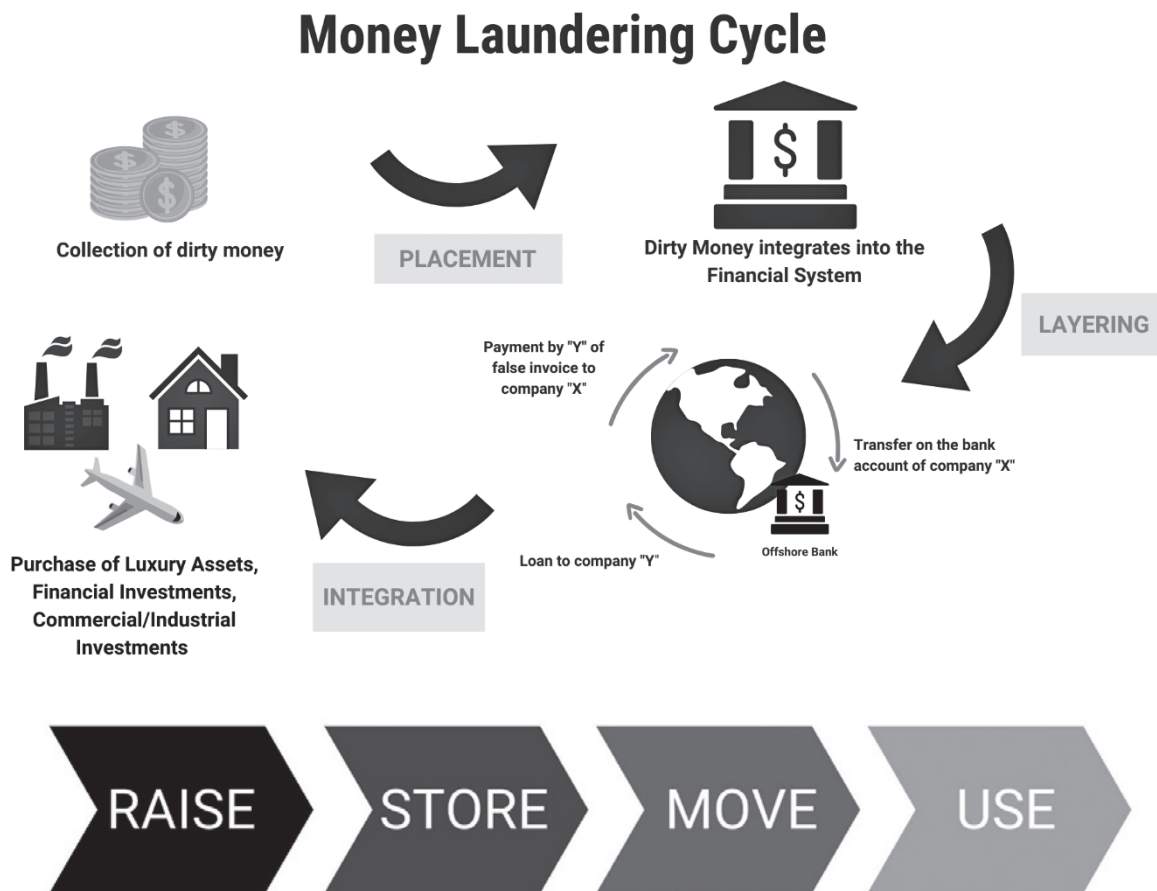 Money Laundering Cycle
$
$
$
$
Collection of dirty money
PLACEMENT
Dirty Money integrates into the
Financial System
LAYERING
Payment by "Y" of
false invoice to
company "X"
Transfer on the bank
account of company "X"
$
Offshore Bank
Loan to company "Y"
INTEGRATION
Purchase of Luxury Assets,
Financial Investments,
Commercial/Industrial
Investments
RAISE
STORE
MOVE
USE